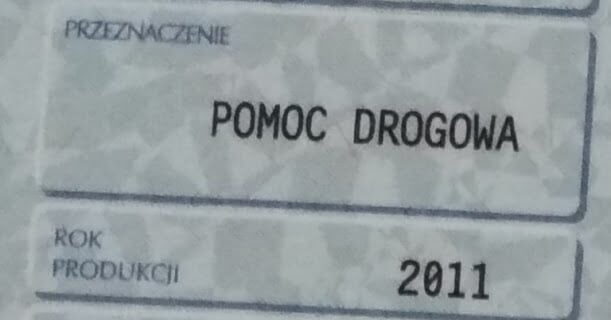 PRZEZNACZENIE
POMOC DROGOWA
ROK
PRODUKCJI
2011